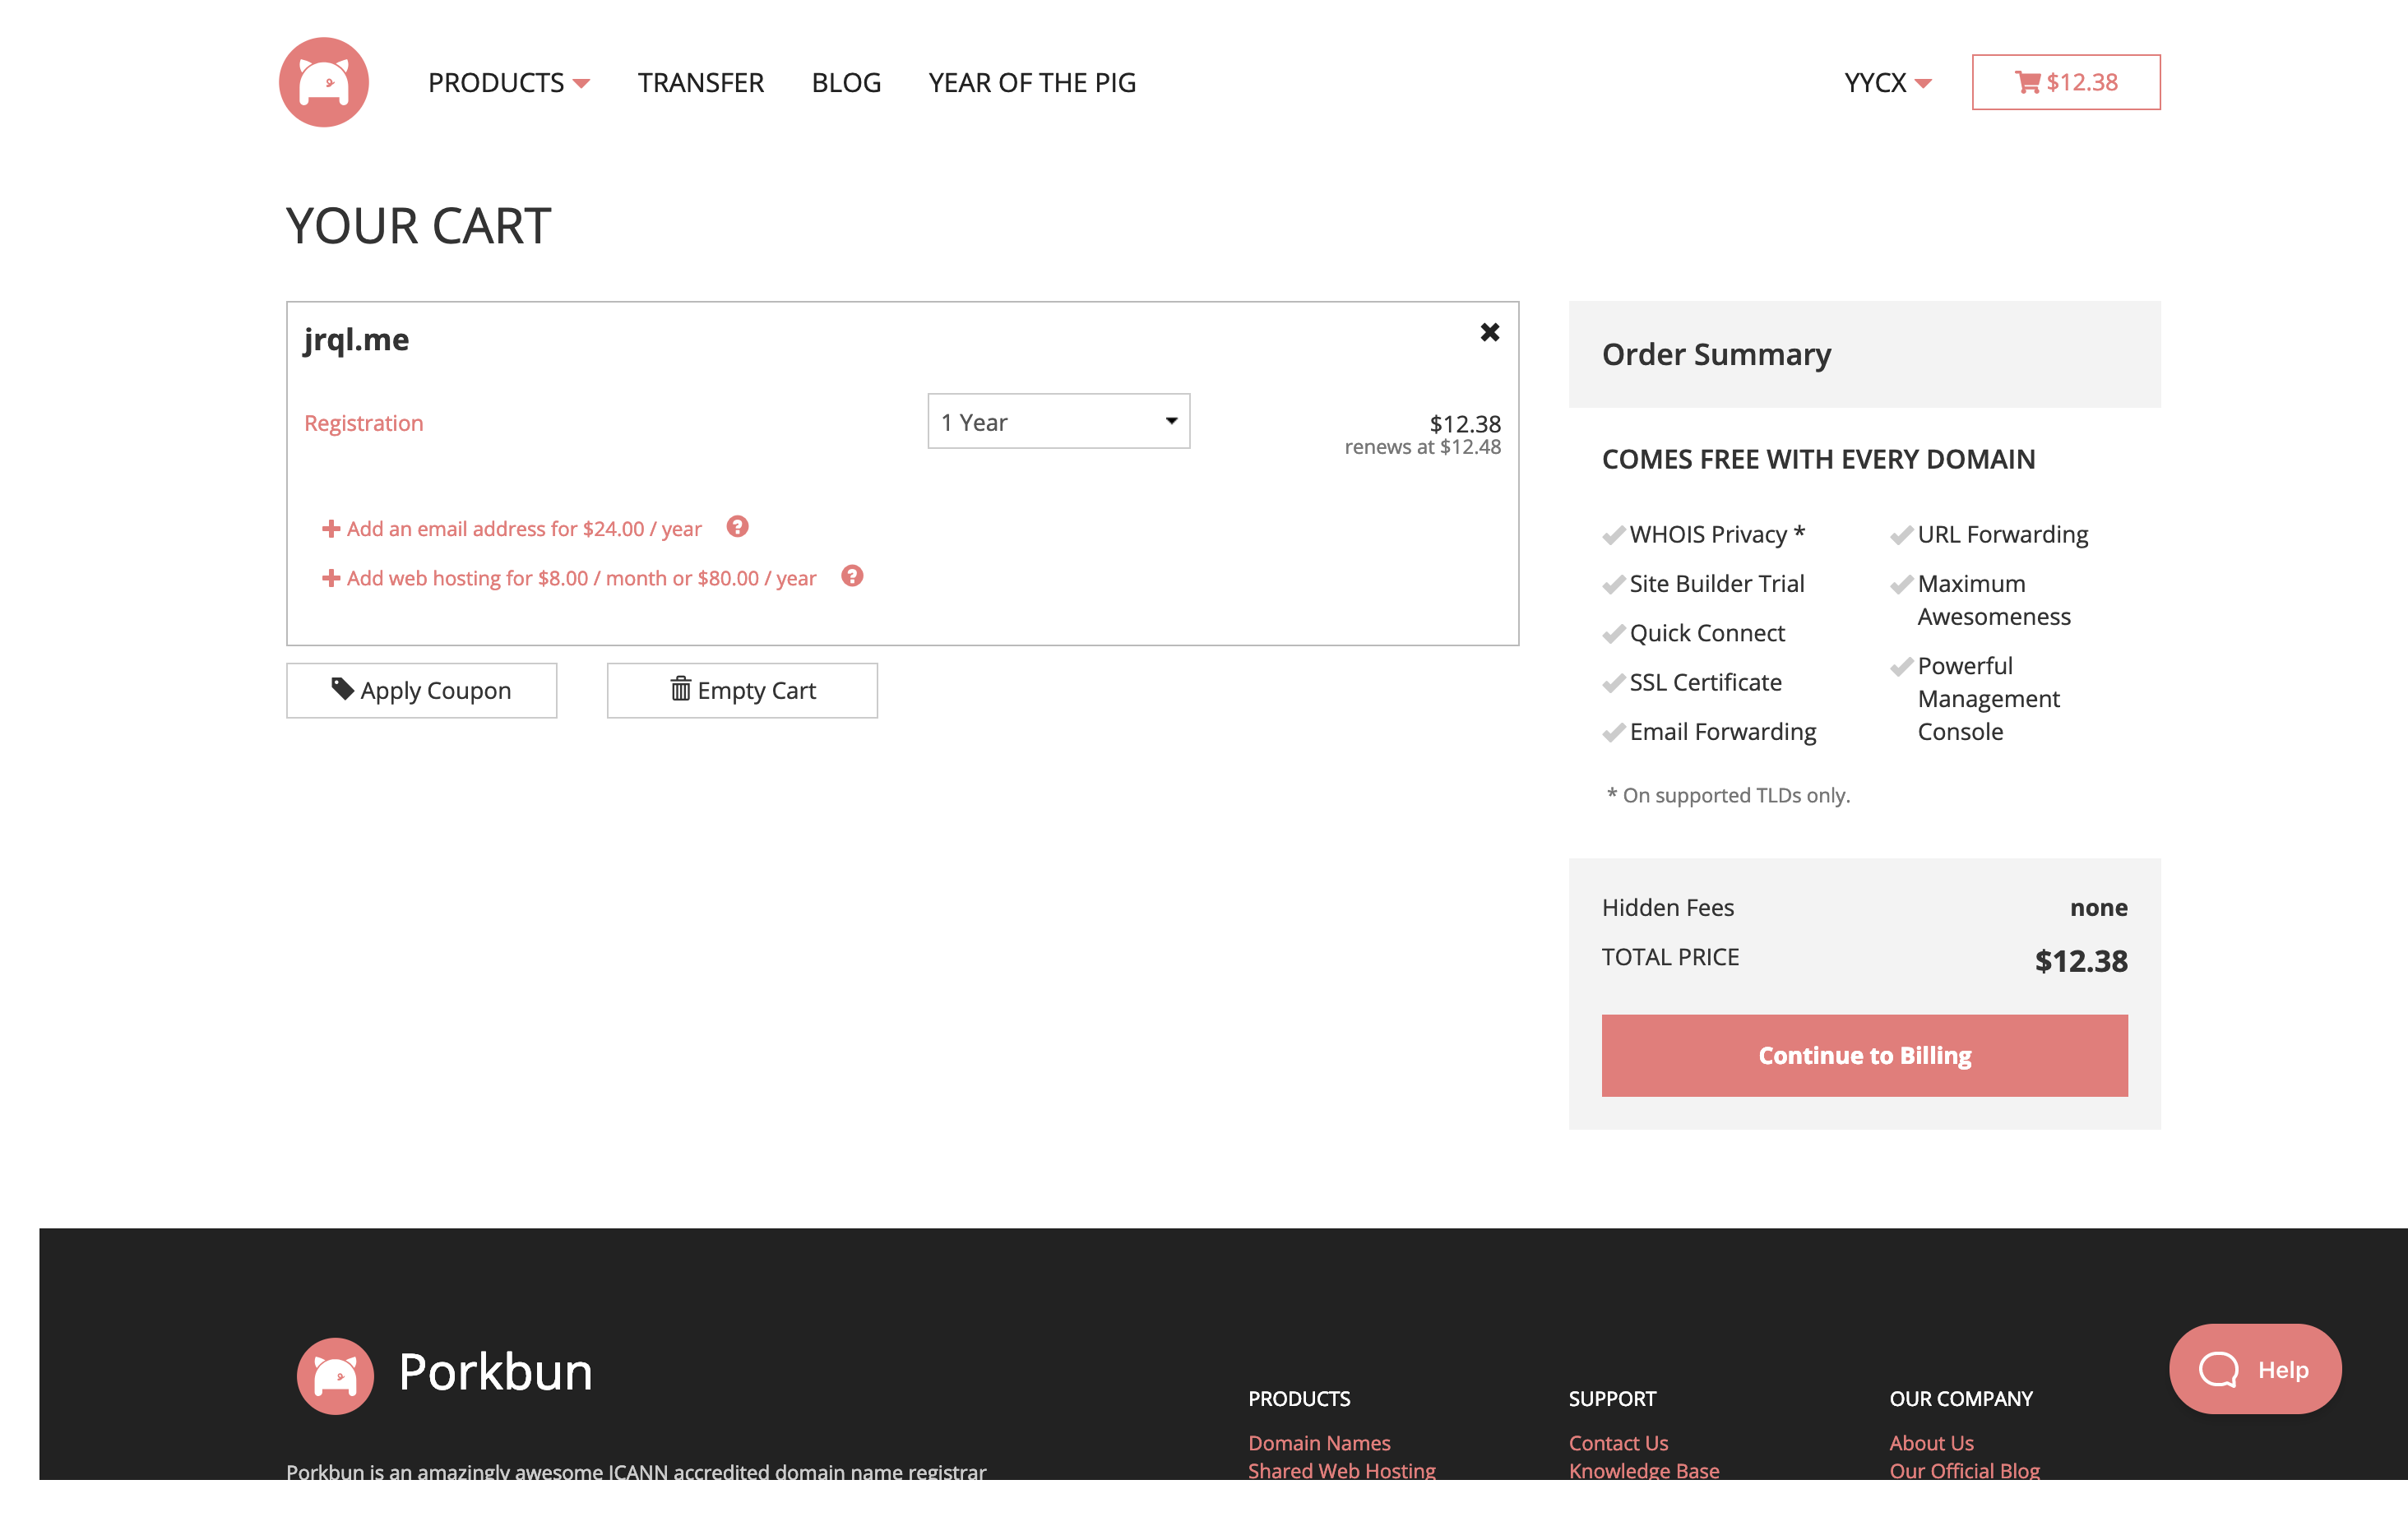 PRODUCTS TRANSFER BLOG YEAR OF THE PIG YYCX $12.38
YOUR CART
jrql.me
Registration 1 Year $12.38
renews at $12.48
Add an email address for $24.00 / year
Add web hosting for $8.00 / month or $80.00 / year
Apply Coupon Empty Cart
Order Summary
COMES FREE WITH EVERY DOMAIN
WHOIS Privacy *
Site Builder Trial
Quick Connect
SSL Certificate
Email Forwarding
URL Forwarding
Maximum
Awesomeness
Powerful
Management
Console
* On supported TLDs only.
Hidden Fees none
TOTAL PRICE $12.38
Continue to Billing
Porkbun
Porkbun is an amazingly awesome ICANN accredited domain name registrar
PRODUCTS
Domain Names
Shared Web Hosting
SUPPORT
Contact Us
Knowledge Base
OUR COMPANY
About Us
Our Official Blog
Help